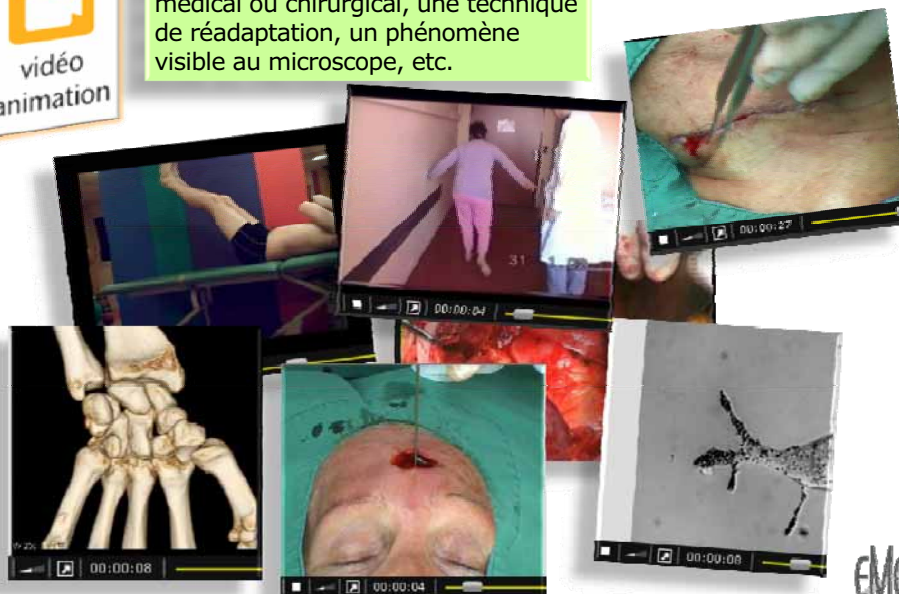 médical ou chirurgical, une technique
de réadaptation, un phénomène
visible au microscope, etc.
vidéo
animation
00:00:27
31
00:00:04
00:00:08
00:00:04
00:00:08